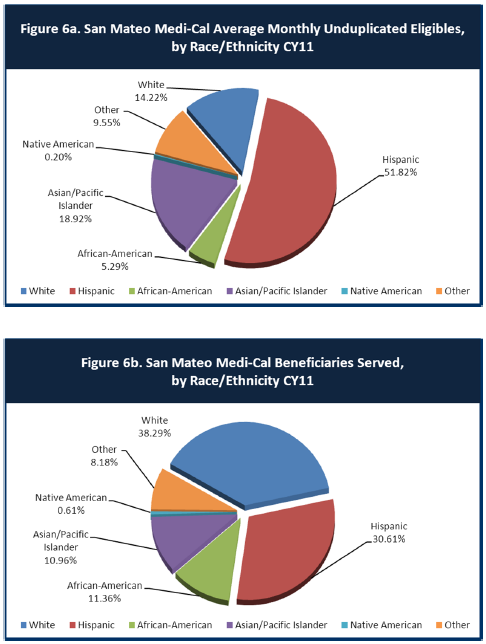 Figure 6a. San Mateo Medi-Cal Average Monthly Unduplicated Eligibles,
by Race/Ethnicity CY11
White
14.22%
Other
9.55%
Native American
0.20%
Asian/Pacific
Islander
18.92%
African-American
5.29%
Hispanic
51.82%
White Hispanic African-American Asian/Pacific Islander Native American Other
Figure 6b. San Mateo Medi-Cal Beneficiaries Served,
by Race/Ethnicity CY11
White
38.29%
Other
8.18%
Native American
0.61%
Asian/Pacific
Islander
10.96%
African-American
11.36%
Hispanic
30.61%
White Hispanic African-American Asian/Pacific Islander Native American Other